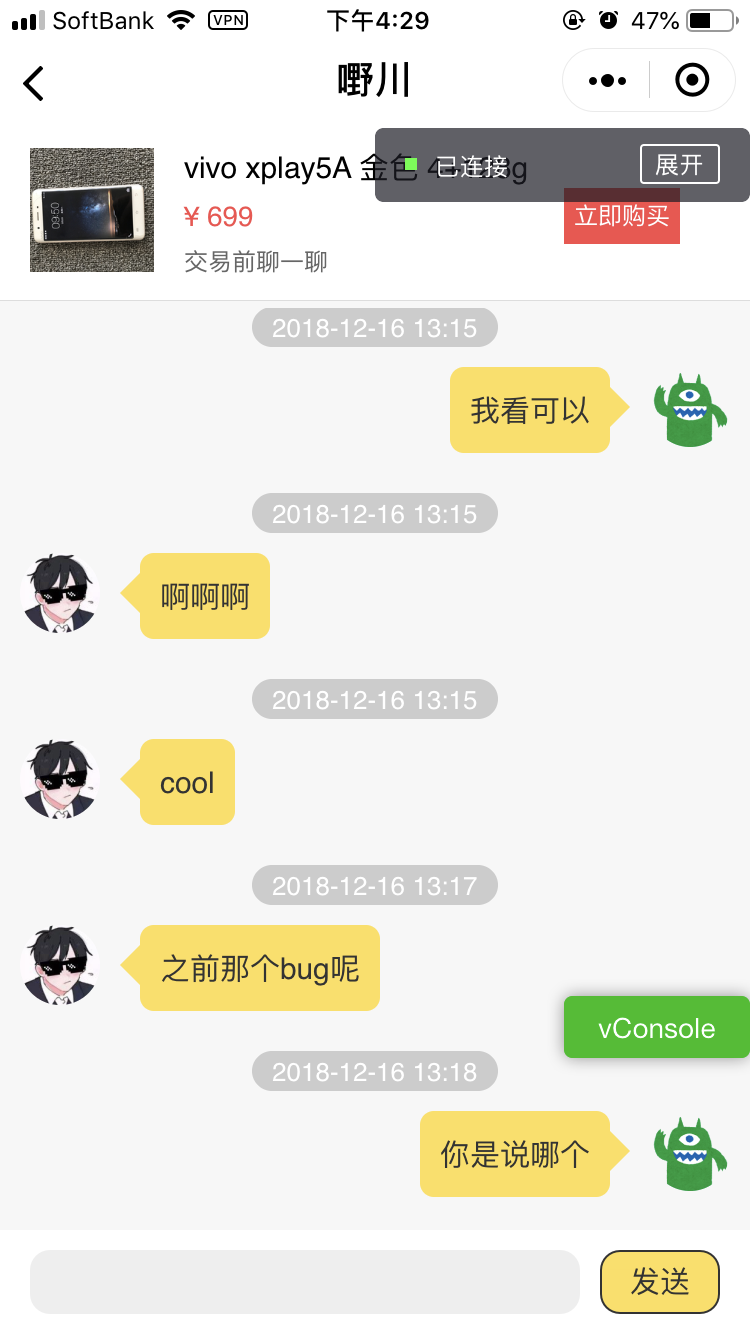 SoftBank VPN 下午4:29 47%
嘢川
vivo xplay5A 金色 4+128g
已连接 展开
¥ 699
立即购买
交易前聊一聊
2018-12-16 13:15
我看可以
2018-12-16 13:15
啊啊啊
2018-12-16 13:15
cool
2018-12-16 13:17
之前那个bug呢
vConsole
2018-12-16 13:18
你是说哪个
发送